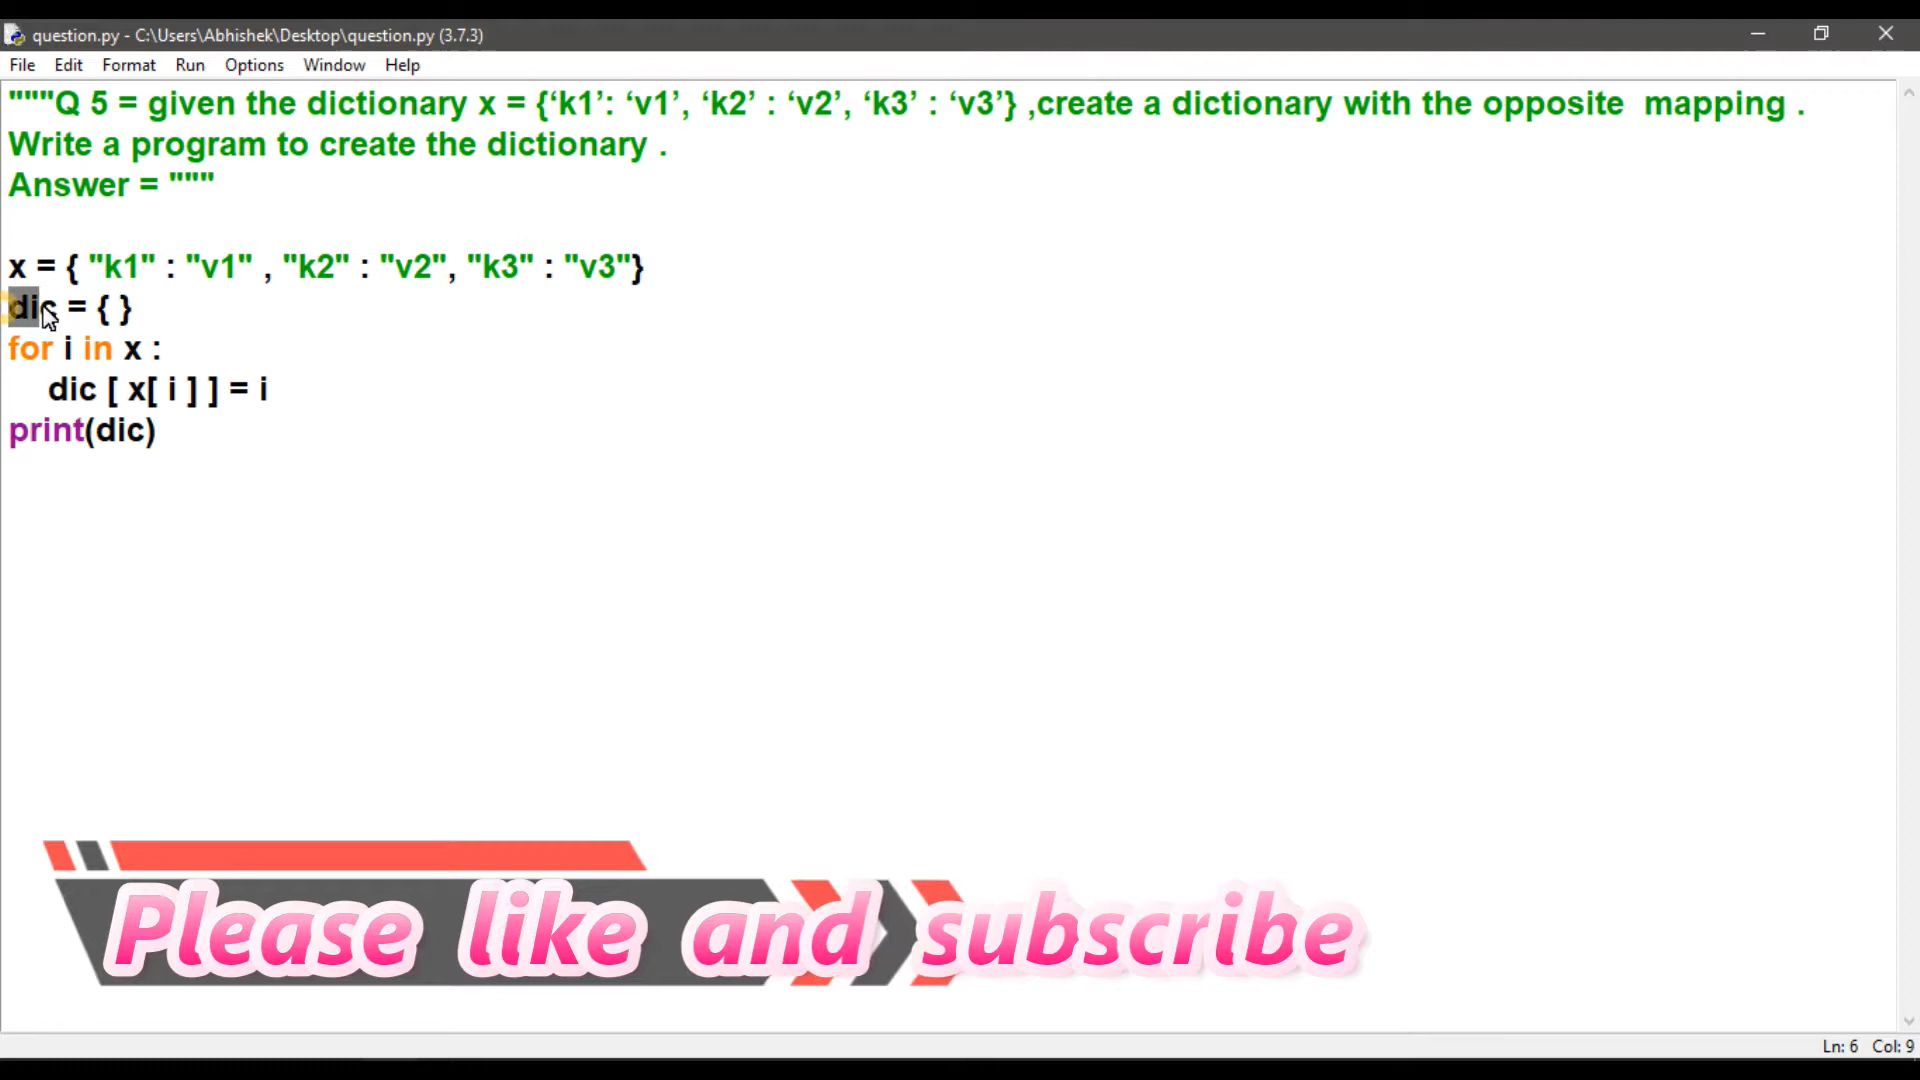 question.py - C:\Users\Abhishek\Desktop\question.py (3.7.3)
File Edit Format Run Options Window Help
"""Q 5 = given the dictionary x = {‘k1’: ‘v1’, ‘k2’ : ‘v2’, ‘k3’ : ‘v3’} ,create a dictionary with the opposite  mapping .
Write a program to create the dictionary .
Answer = """
x = { "k1" : "v1" , "k2" : "v2", "k3" : "v3"}
dic = { }
for i in x :
    dic [ x[ i ] ] = i
print(dic)
Please like and subscribe
Ln: 6 Col: 9